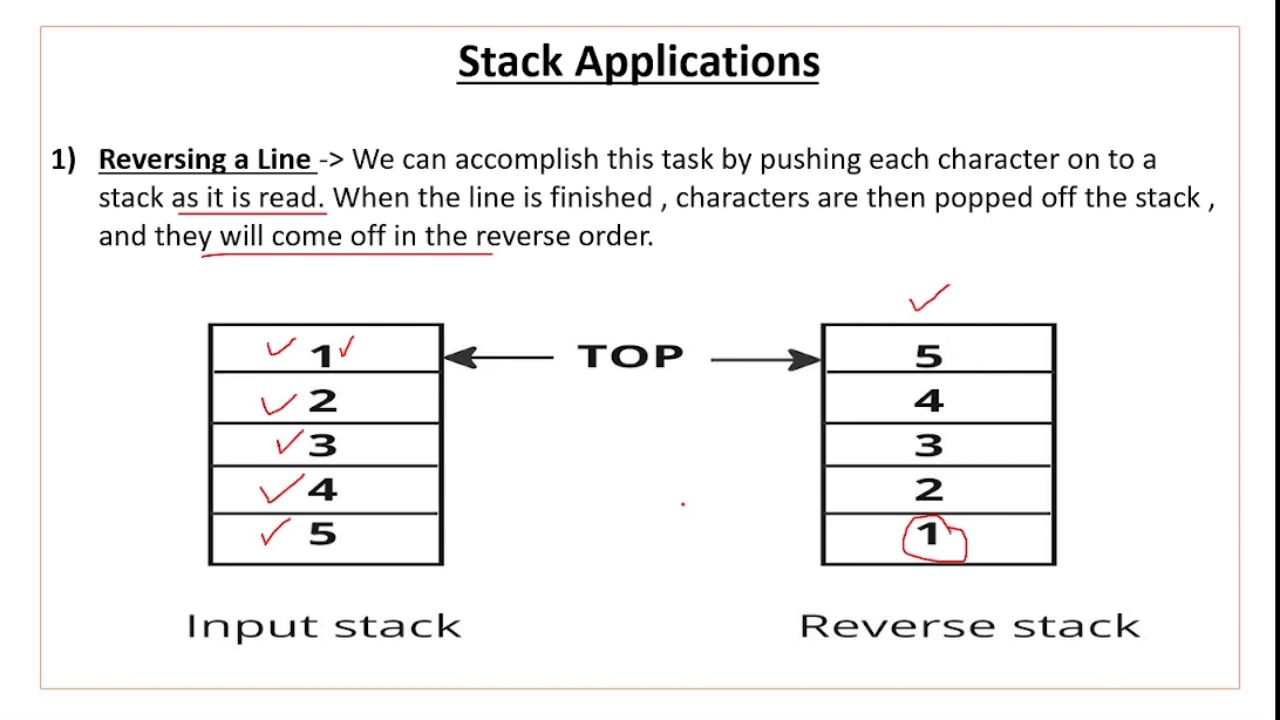 Stack Applications
1) Reversing a Line -> We can accomplish this task by pushing each character on to a
stack as it is read. When the line is finished , characters are then popped off the stack ,
and they will come off in the reverse order.
1 TOP 5
2 4
3 3
4 2
5 1
Input stack Reverse stack